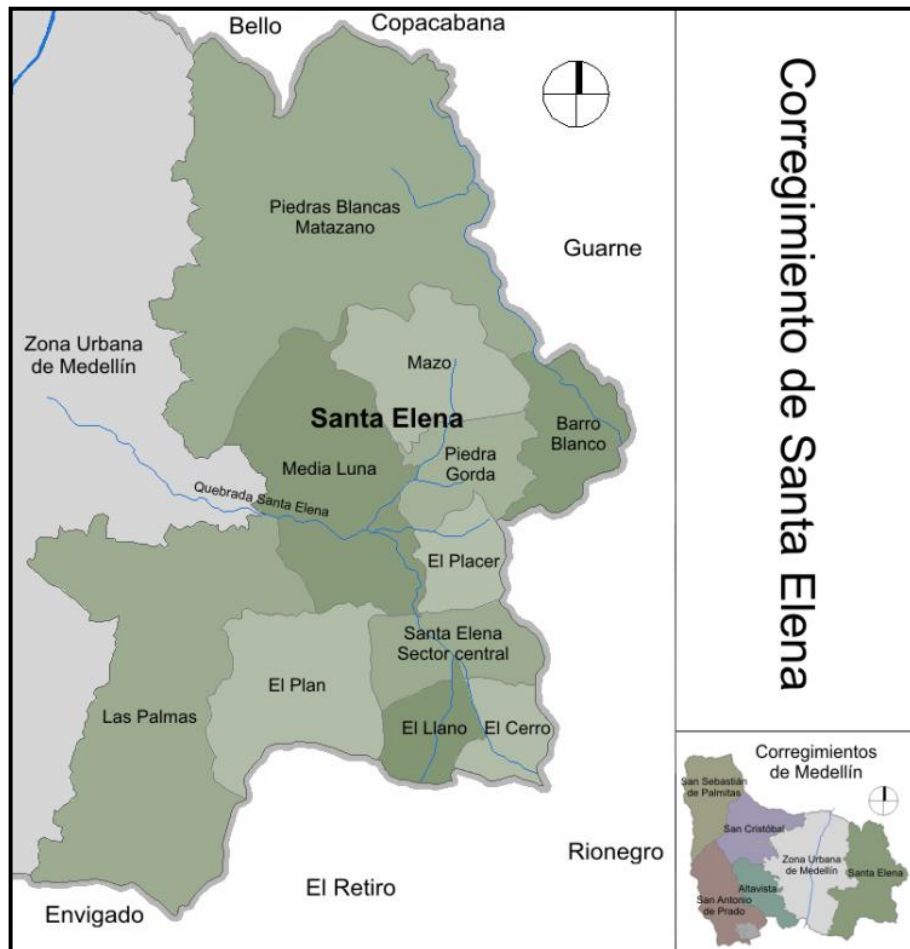 Bello
Copacabana
Piedras Blancas
Matazano
Guarne
Zona Urbana
de Medellín
Mazo
Santa Elena
Barro
Blanco
Piedra
Gorda
Media Luna
Quebrada Santa Elena
El Placer
Santa Elena
Sector central
El Plan
Las Palmas
El Llano
El Cerro
Rionegro
El Retiro
Envigado
Corregimiento de Santa Elena
Corregimientos
de Medellín
San Sebastián
de Palmitas
San Cristóbal
Zona Urbana
de Medellín
Santa Elena
Altavista
San Antonio
de Prado